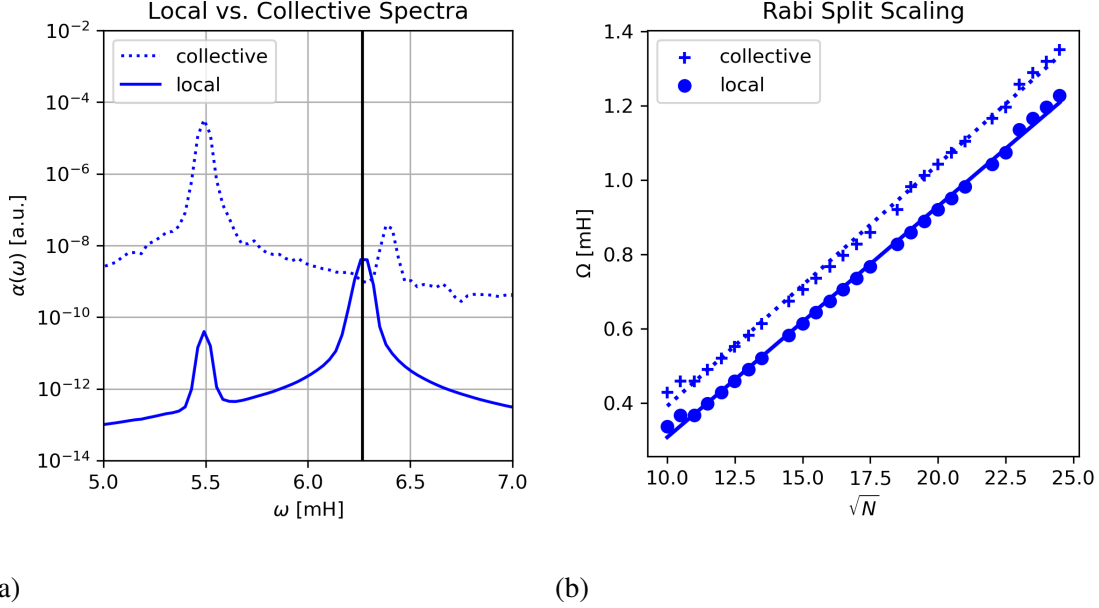 Local vs. Collective Spectra
collective
local
10⁻²
10⁻⁴
10⁻⁶
10⁻⁸
10⁻¹⁰
10⁻¹²
10⁻¹⁴
α(ω) [a.u.]
5.0 5.5 6.0 6.5 7.0
ω [mH]
a)
Rabi Split Scaling
collective
local
1.4
1.2
1.0
0.8
0.6
0.4
Ω [mH]
10.0 12.5 15.0 17.5 20.0 22.5 25.0
√N
(b)